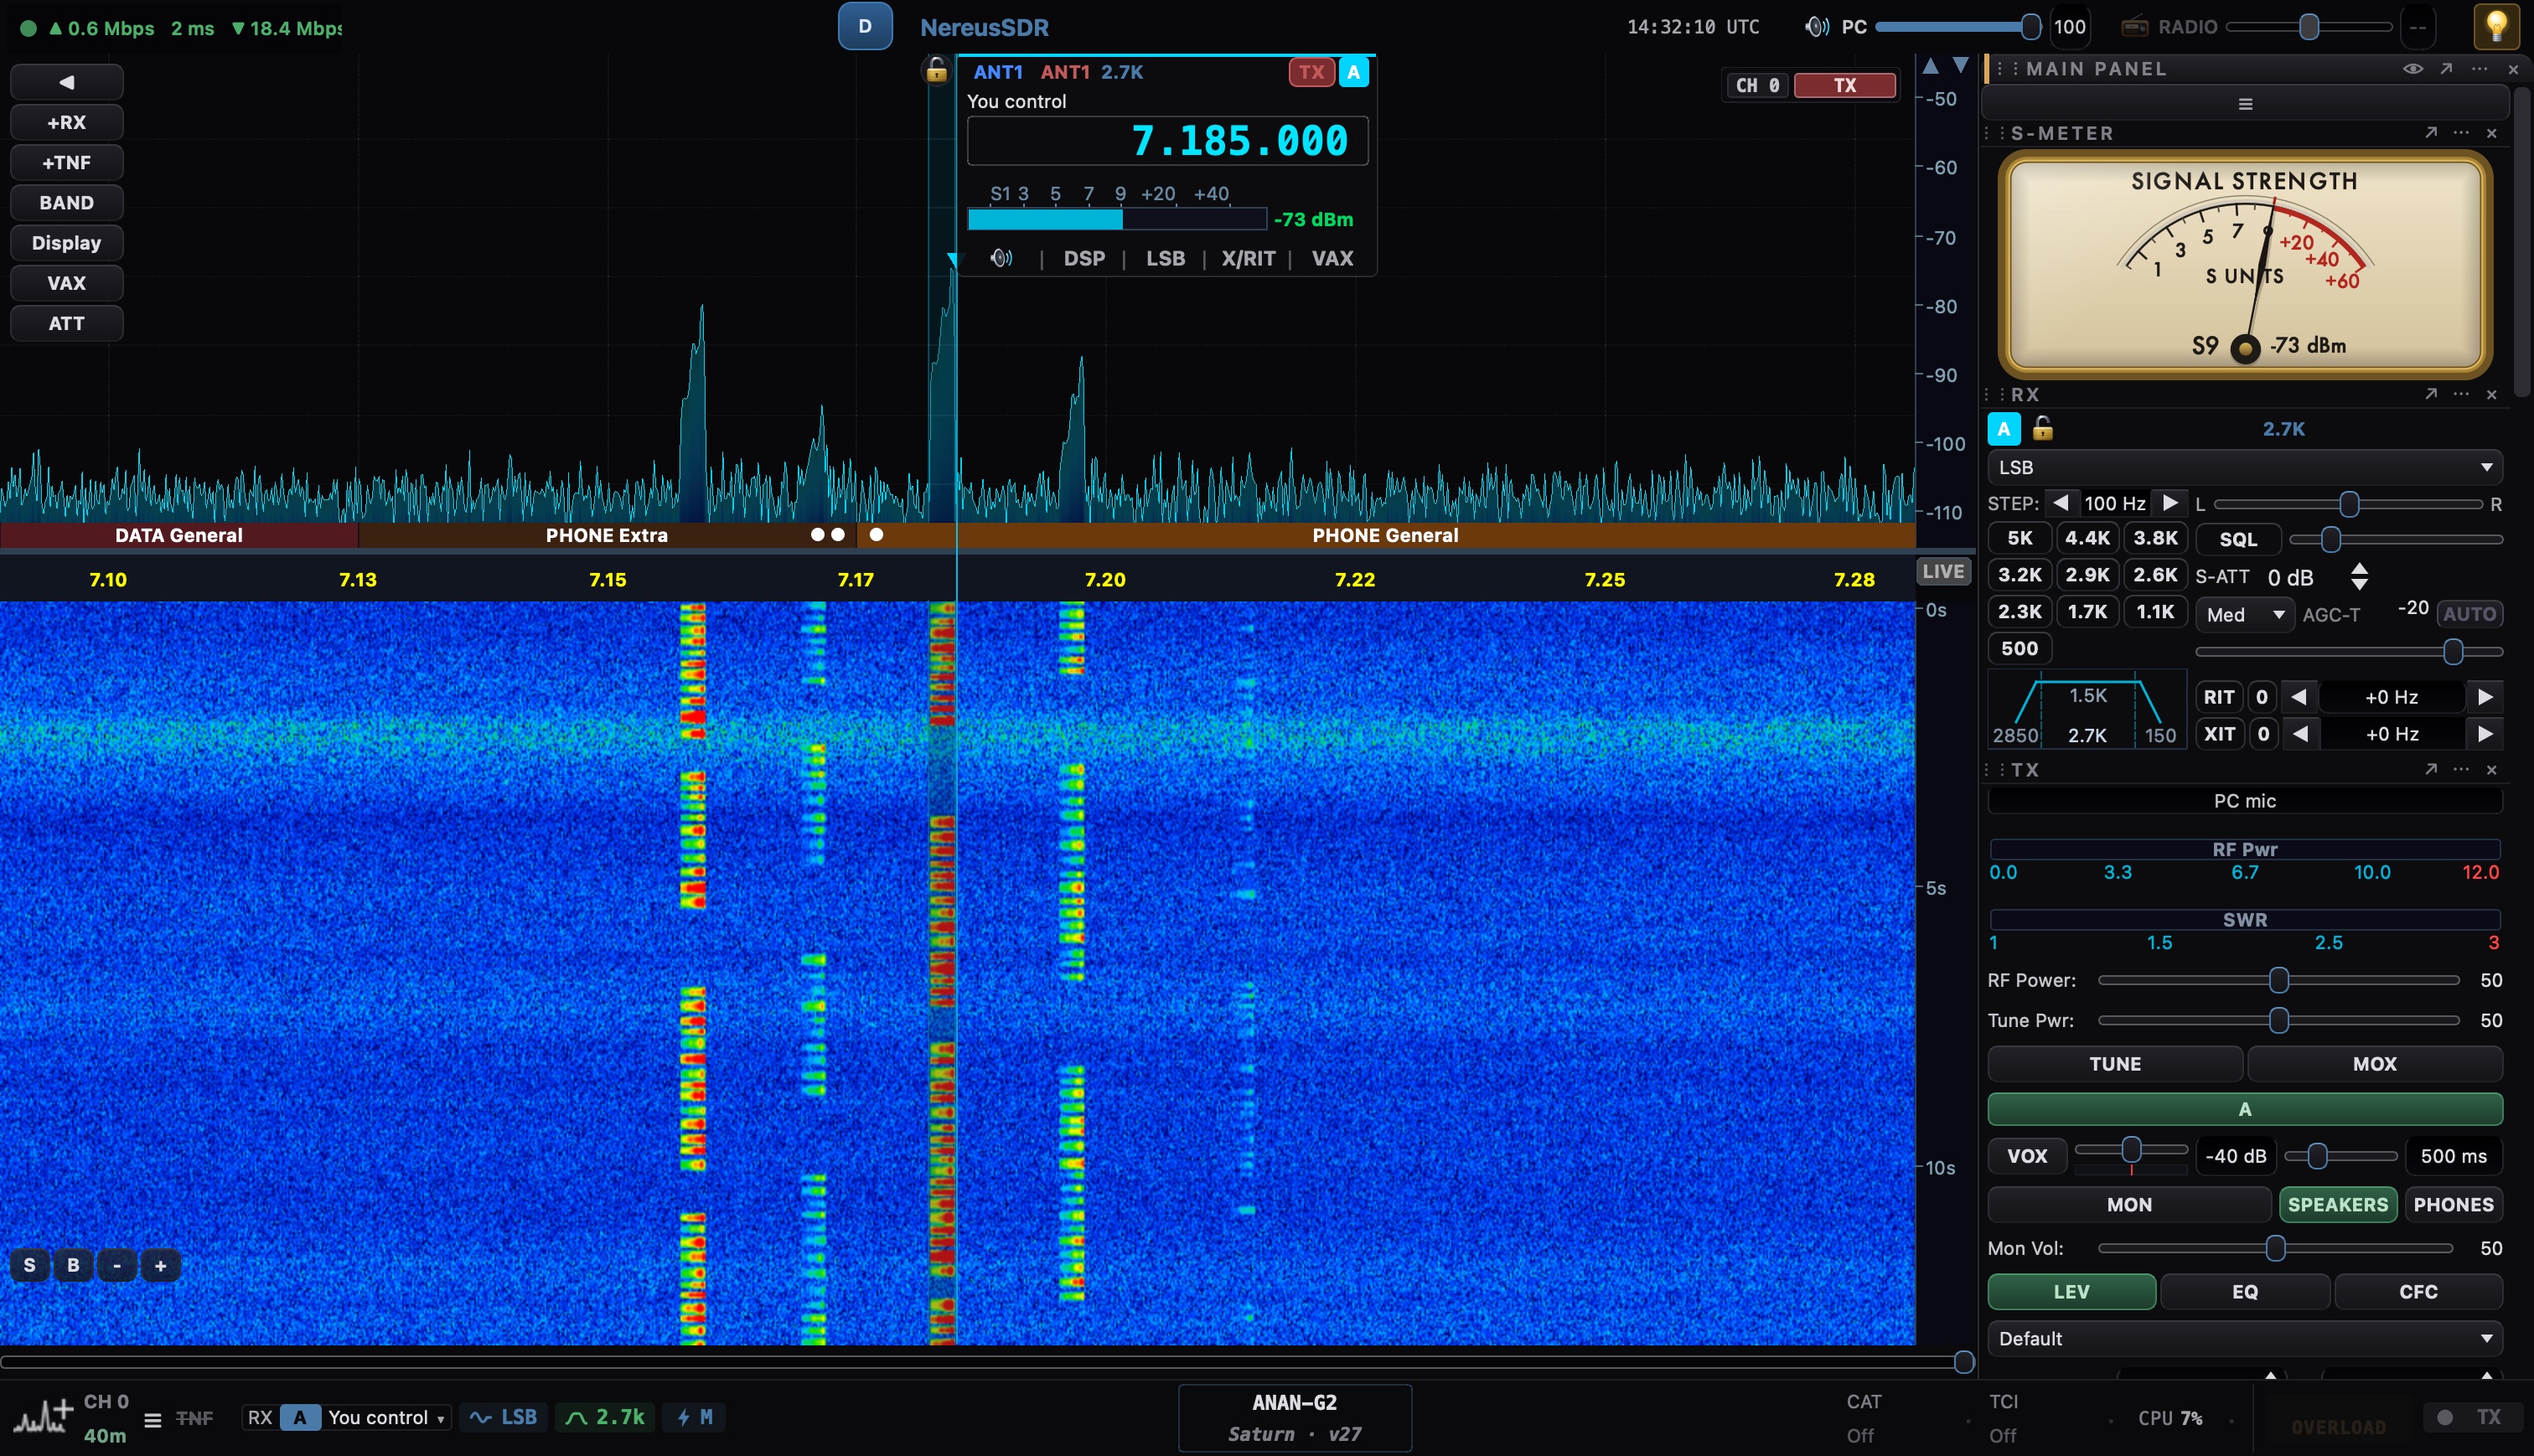 ▲ 0.6 Mbps 2 ms ▼ 18.4 Mbps
D NereusSDR
14:32:10 UTC
PC 100
RADIO --
◀
+RX
+TNF
BAND
Display
VAX
ATT
ANT1 ANT1 2.7K TX A
You control
7.185.000
S1 3 5 7 9 +20 +40
-73 dBm
DSP | LSB | X/RIT | VAX
CH 0 TX
-50
-60
-70
-80
-90
-100
-110
DATA General PHONE Extra PHONE General
7.10 7.13 7.15 7.17 7.20 7.22 7.25 7.28
LIVE
0s
5s
10s
S B - +
MAIN PANEL
S-METER
SIGNAL STRENGTH
1 3 5 7 9 +20 +40 +60
S UNITS
S9 -73 dBm
RX
A 2.7K
LSB
STEP: ◀ 100 Hz ▶ L R
5K 4.4K 3.8K SQL
3.2K 2.9K 2.6K S-ATT 0 dB
2.3K 1.7K 1.1K Med AGC-T -20 AUTO
500
1.5K
2850 2.7K 150
RIT 0 ◀ +0 Hz ▶
XIT 0 ◀ +0 Hz ▶
TX
PC mic
RF Pwr
0.0 3.3 6.7 10.0 12.0
SWR
1 1.5 2.5 3
RF Power: 50
Tune Pwr: 50
TUNE MOX
A
VOX -40 dB 500 ms
MON SPEAKERS PHONES
Mon Vol: 50
LEV EQ CFC
Default
CH 0
40m
TNF
RX A You control LSB 2.7k M
ANAN-G2
Saturn · v27
CAT
Off
TCI
Off
CPU 7%
OVERLOAD
TX